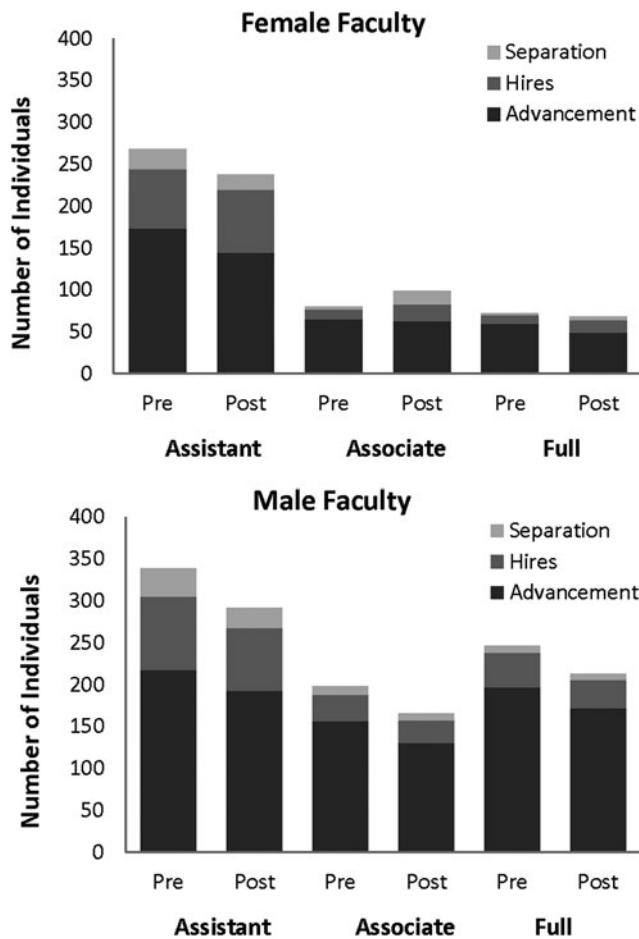 Female Faculty
Number of Individuals
400
350
300
250
200
150
100
50
0
Separation
Hires
Advancement
Pre Post Pre Post Pre Post
Assistant Associate Full
Male Faculty
Number of Individuals
400
350
300
250
200
150
100
50
0
Separation
Hires
Advancement
Pre Post Pre Post Pre Post
Assistant Associate Full